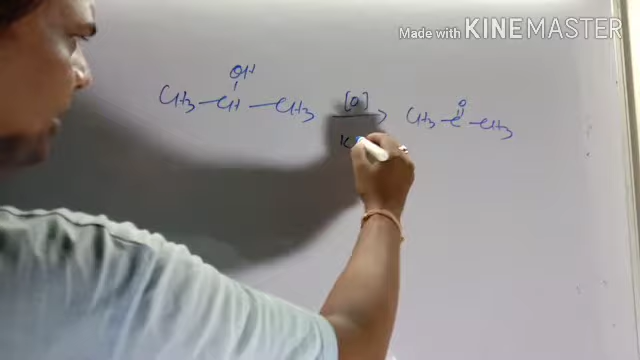 Made with KINEMASTER
OH
CH3 - CH - CH3 [O] → CH3 - C - CH3
O
K